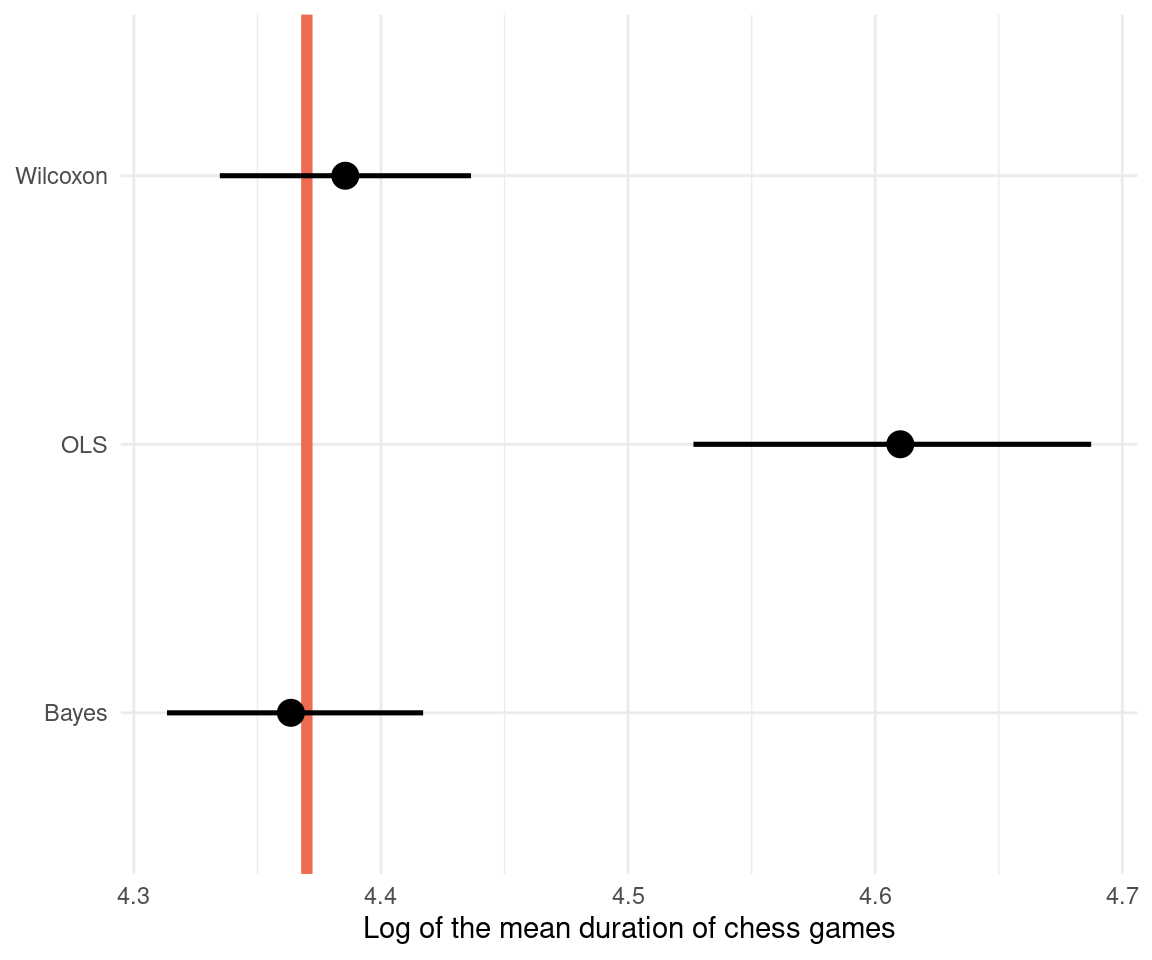 Wilcoxon
OLS
Bayes
4.3 4.4 4.5 4.6 4.7
Log of the mean duration of chess games